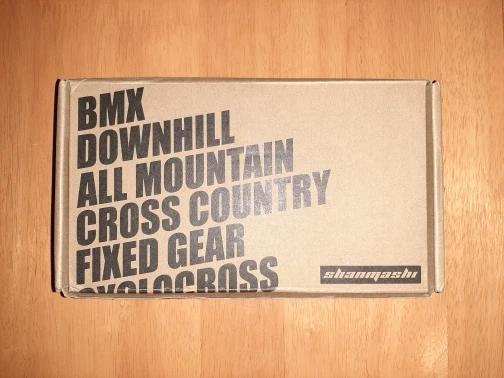 BMX
DOWNHILL
ALL MOUNTAIN
CROSS COUNTRY
FIXED GEAR
CYCLOCROSS
shanmashi